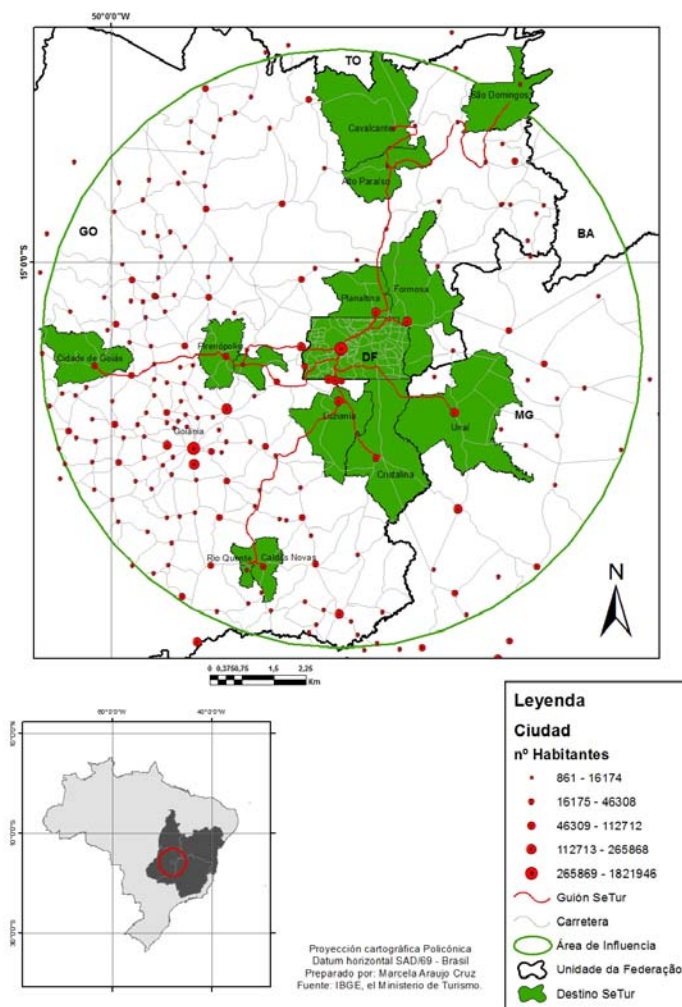 50°0'0"W
TO
São Domingos
Cavalcante
Alto Paraíso
GO
BA
15°0'0"S
Planaltina
Formosa
Pirenópolis
Cidade de Goiás
DF
MG
Luziania
Unaí
Goiânia
Cristalina
Rio Quente
Caldas Novas
N
0 0,375 0,75 1,5 2,25
Km
40°0'0"W
Leyenda
Ciudad
nº Habitantes
861 - 16174
16175 - 46308
46309 - 112712
112713 - 265868
265869 - 1821946
Guión SeTur
Carretera
Área de Influencia
Unidade da Federação
Destino SeTur
Proyección cartográfica Policónica
Datum horizontal SAD/69 - Brasil
Preparado por: Marcela Araujo Cruz
Fuente: IBGE, el Ministerio de Turismo.